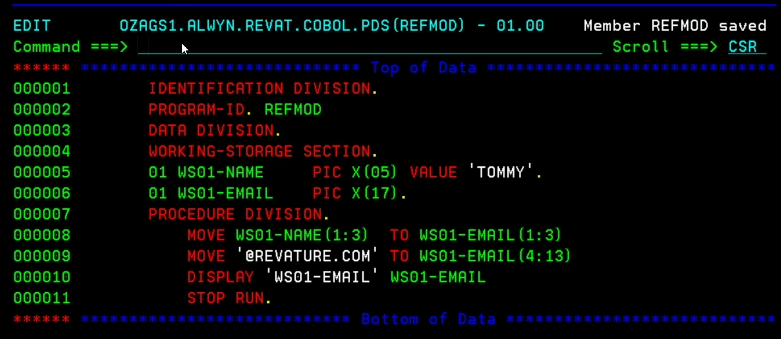 EDIT       OZAGS1.ALWYN.REVAT.COBOL.PDS(REFMOD) - 01.00     Member REFMOD saved
Command ===>                                                  Scroll ===> CSR
****** ***************************** Top of Data ******************************
000001        IDENTIFICATION DIVISION.
000002        PROGRAM-ID. REFMOD
000003        DATA DIVISION.
000004        WORKING-STORAGE SECTION.
000005        01 WS01-NAME     PIC X(05) VALUE 'TOMMY'.
000006        01 WS01-EMAIL    PIC X(17).
000007        PROCEDURE DIVISION.
000008            MOVE WS01-NAME(1:3)  TO WS01-EMAIL(1:3)
000009            MOVE '@REVATURE.COM' TO WS01-EMAIL(4:13)
000010            DISPLAY 'WS01-EMAIL' WS01-EMAIL
000011            STOP RUN.
****** **************************** Bottom of Data ****************************